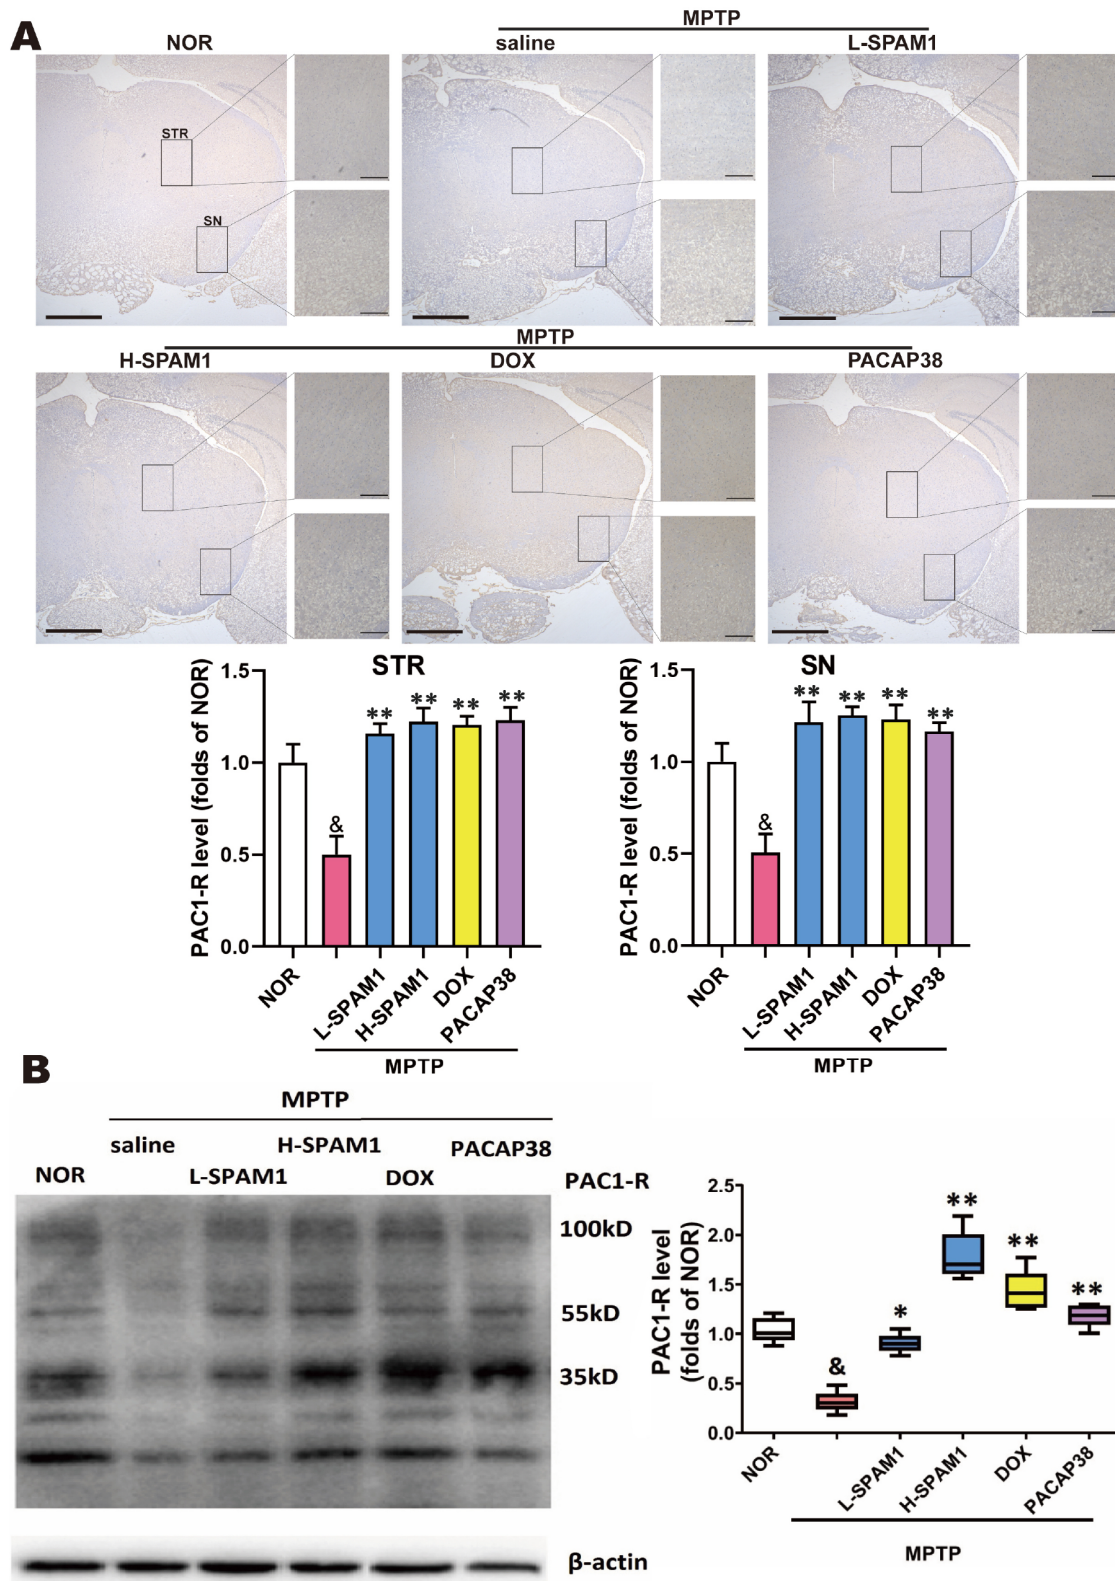 A
MPTP
NOR
saline
L-SPAM1
STR
SN
MPTP
H-SPAM1
DOX
PACAP38
STR
PAC1-R level (folds of NOR)
1.5
1.0
0.5
0.0
&
**
**
**
**
NOR
L-SPAM1
H-SPAM1
DOX
PACAP38
MPTP
SN
PAC1-R level (folds of NOR)
1.5
1.0
0.5
0.0
&
**
**
**
**
NOR
L-SPAM1
H-SPAM1
DOX
PACAP38
MPTP
B
MPTP
saline
H-SPAM1
PACAP38
NOR
L-SPAM1
DOX
PAC1-R
100kD
55kD
35kD
β-actin
PAC1-R level
(folds of NOR)
2.5
2.0
1.5
1.0
0.5
0.0
&
*
**
**
**
NOR
L-SPAM1
H-SPAM1
DOX
PACAP38
MPTP